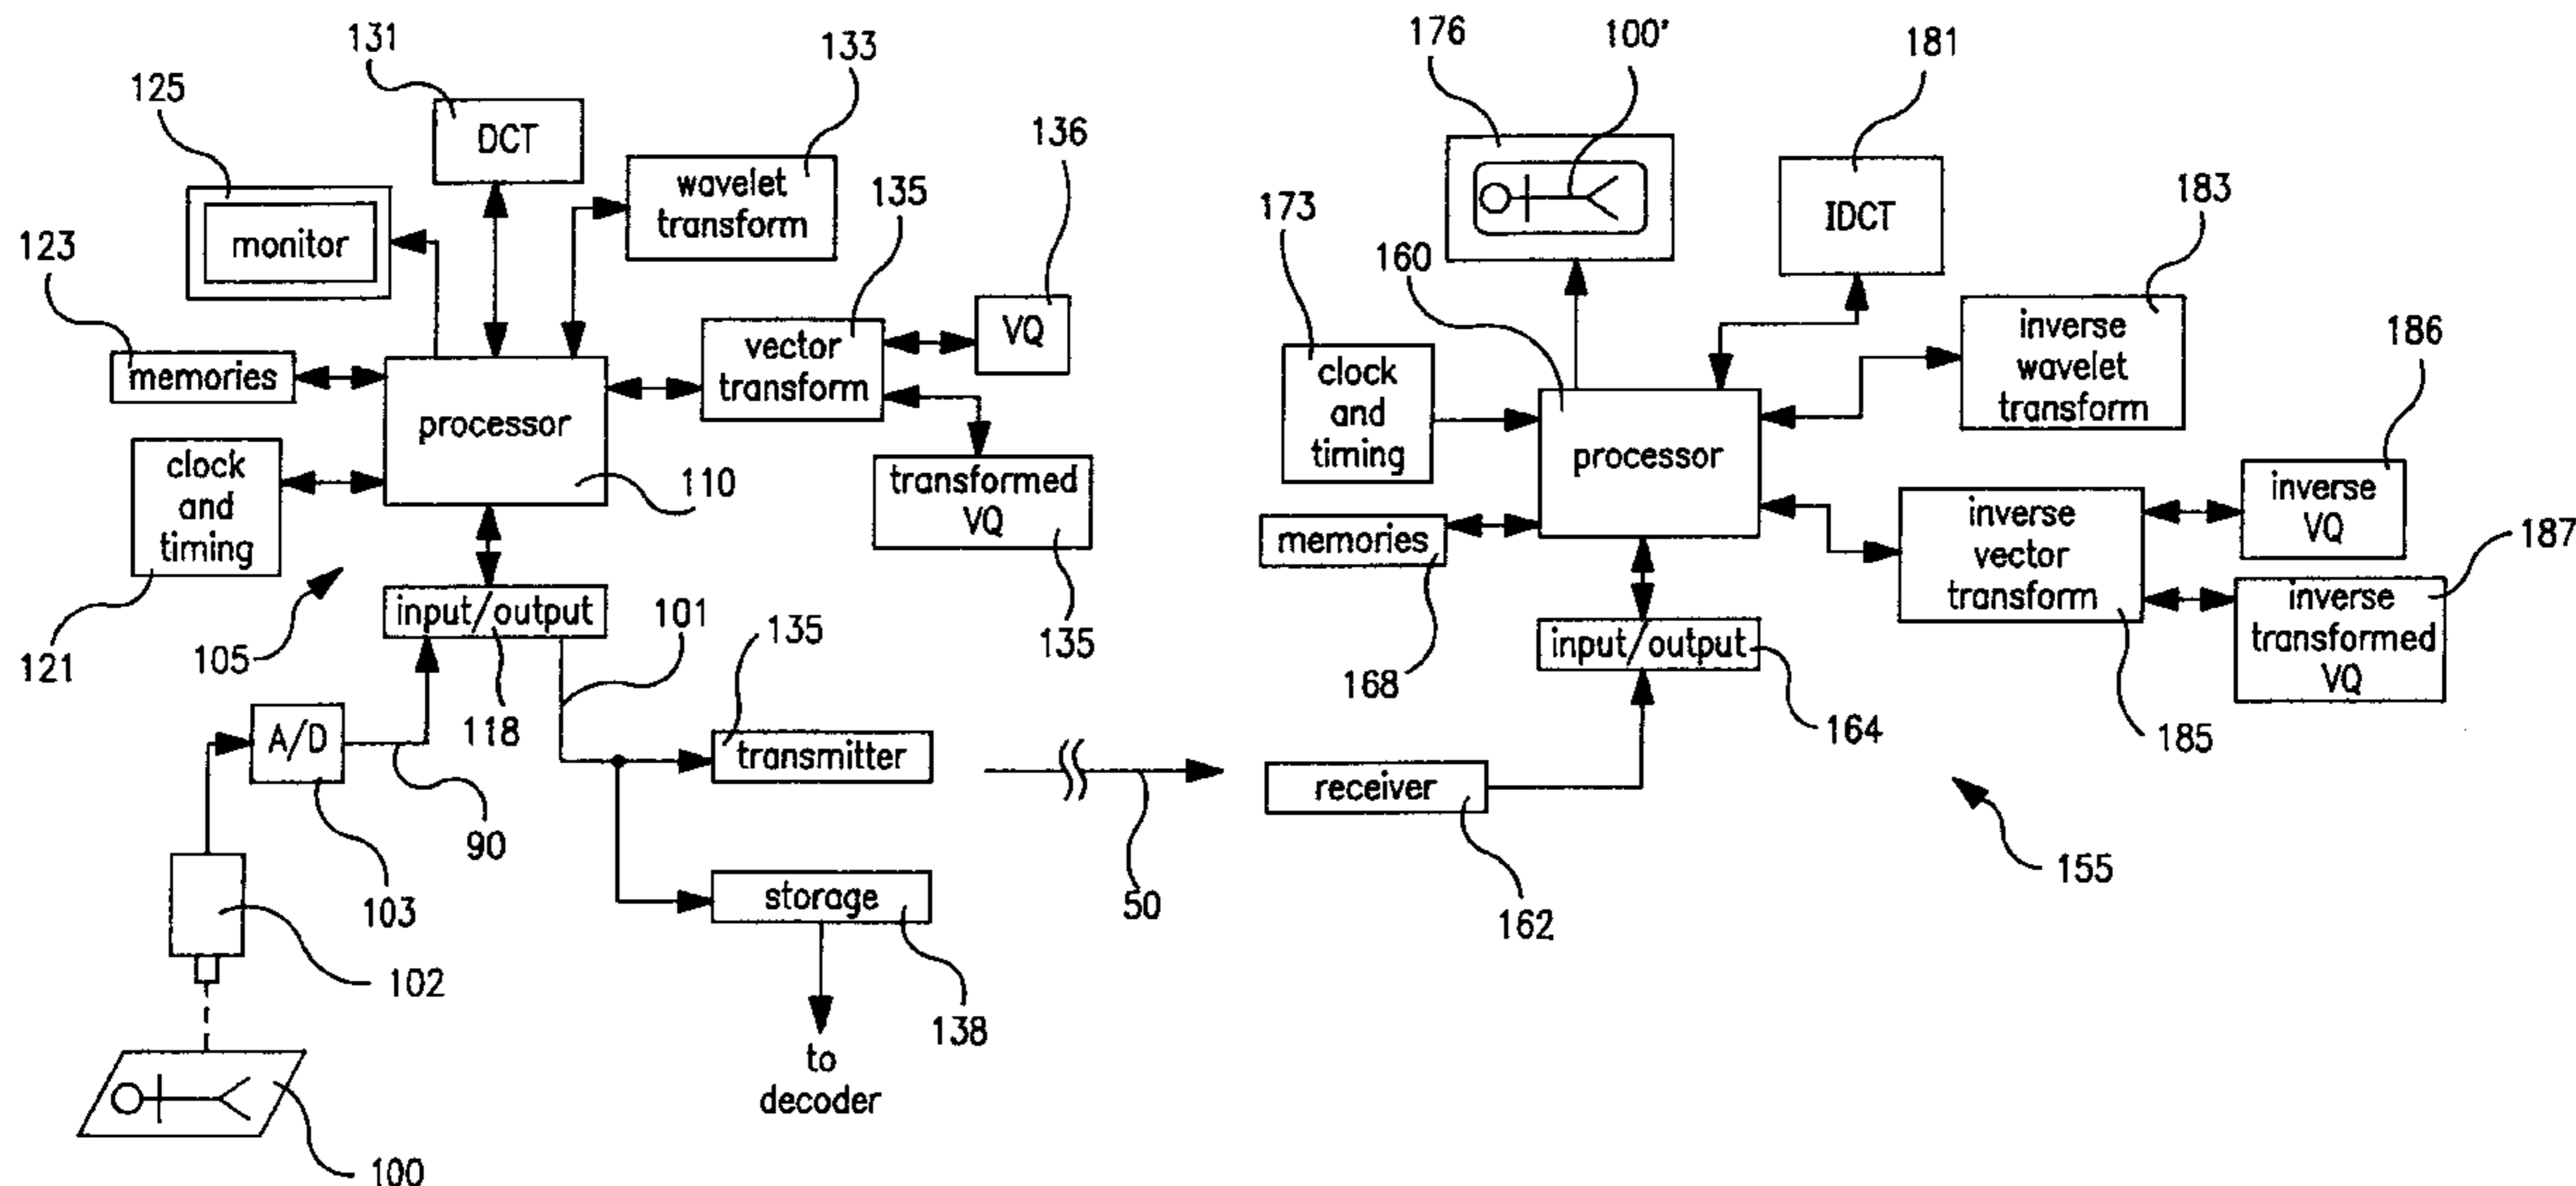 131
133
125
DCT
136
wavelet
transform
135
123
monitor
VQ
vector
transform
memories
processor
clock
and
timing
110
transformed
VQ
135
121
105
input/output
101
135
118
A/D
transmitter
90
103
storage
102
138
to
decoder
100
50
176
100'
181
173
IDCT
183
160
inverse
wavelet
transform
186
clock
and
timing
processor
inverse
VQ
187
memories
inverse
vector
transform
inverse
transformed
VQ
168
input/output
164
185
receiver
162
155